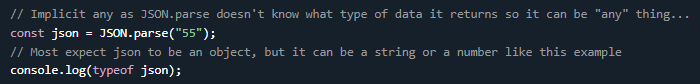 // Implicit any as JSON.parse doesn't know what type of data it returns so it can be "any" thing...
const json = JSON.parse("55");
// Most expect json to be an object, but it can be a string or a number like this example
console.log(typeof json);